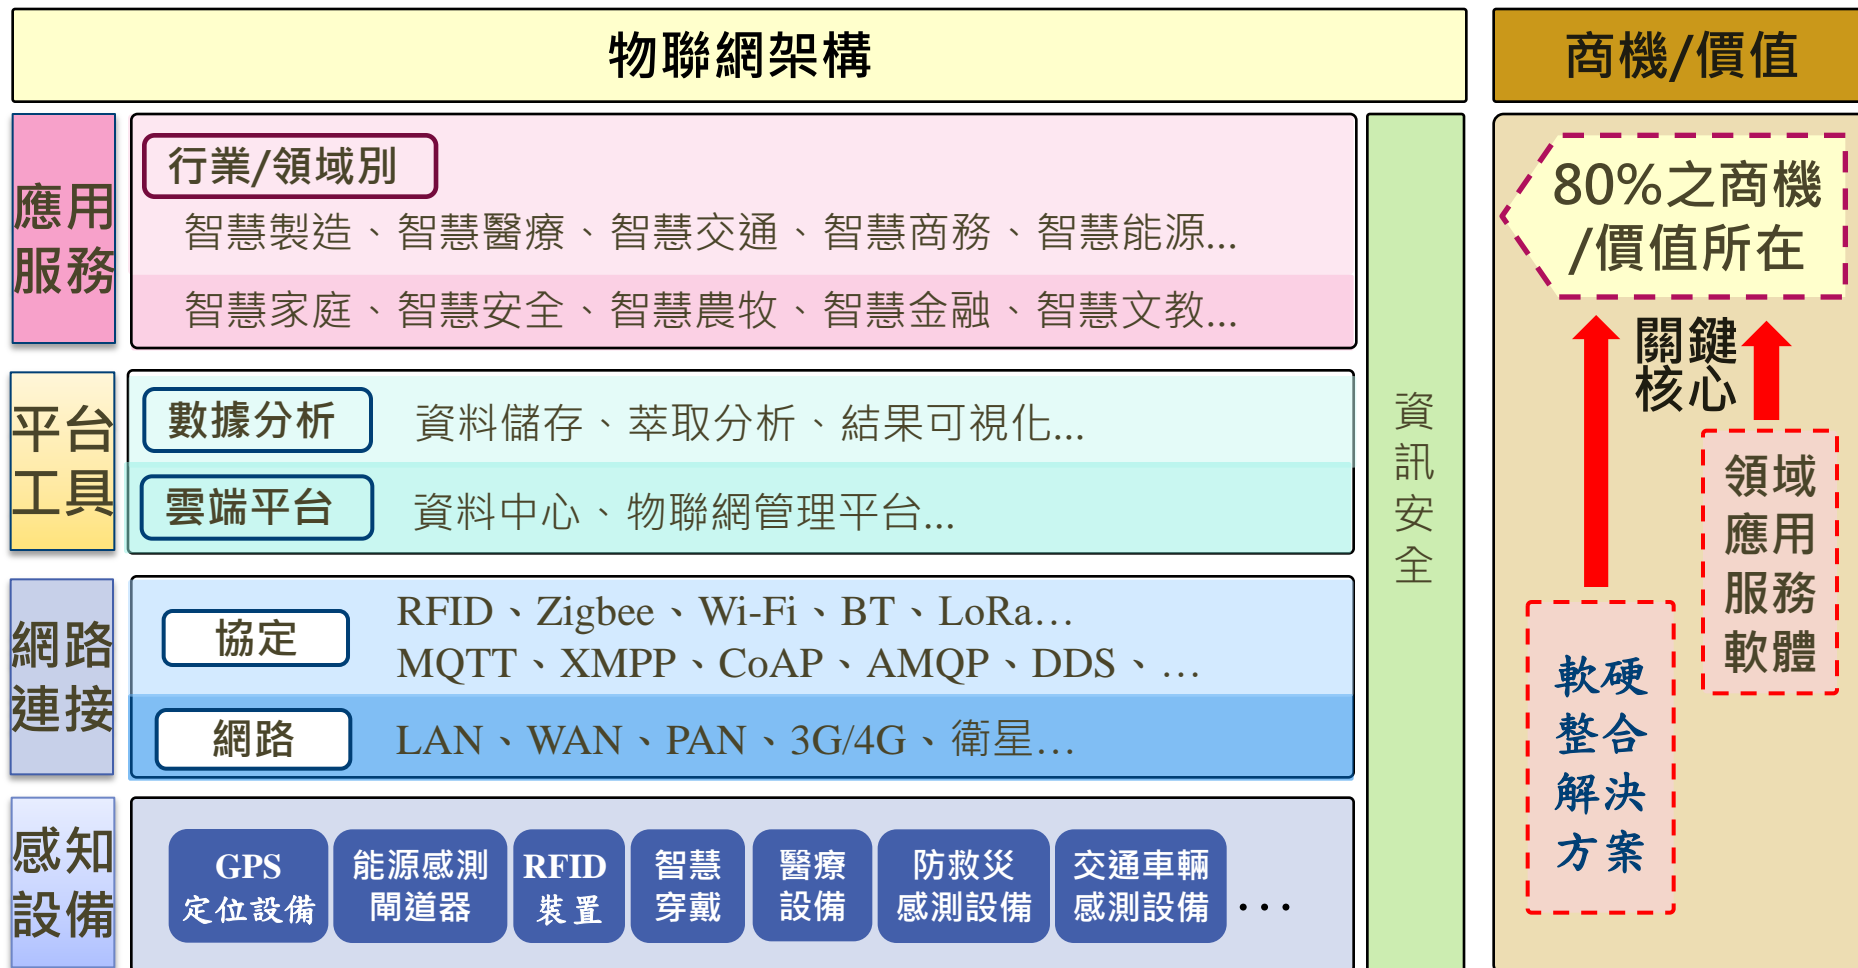 物聯網架構
商機/價值
應用
服務
行業/領域別
智慧製造、智慧醫療、智慧交通、智慧商務、智慧能源...
智慧家庭、智慧安全、智慧農牧、智慧金融、智慧文教...
平台
工具
數據分析
資料儲存、萃取分析、結果可視化...
雲端平台
資料中心、物聯網管理平台...
網路
連接
協定
RFID、Zigbee、Wi-Fi、BT、LoRa…
MQTT、XMPP、CoAP、AMQP、DDS、…
網路
LAN、WAN、PAN、3G/4G、衛星…
感知
設備
GPS
定位設備
能源感測
閘道器
RFID
裝置
智慧
穿戴
醫療
設備
防救災
感測設備
交通車輛
感測設備
...
資
訊
安
全
80%之商機
/價值所在
關鍵
核心
領域
應用
服務
軟體
軟硬
整合
解決
方案